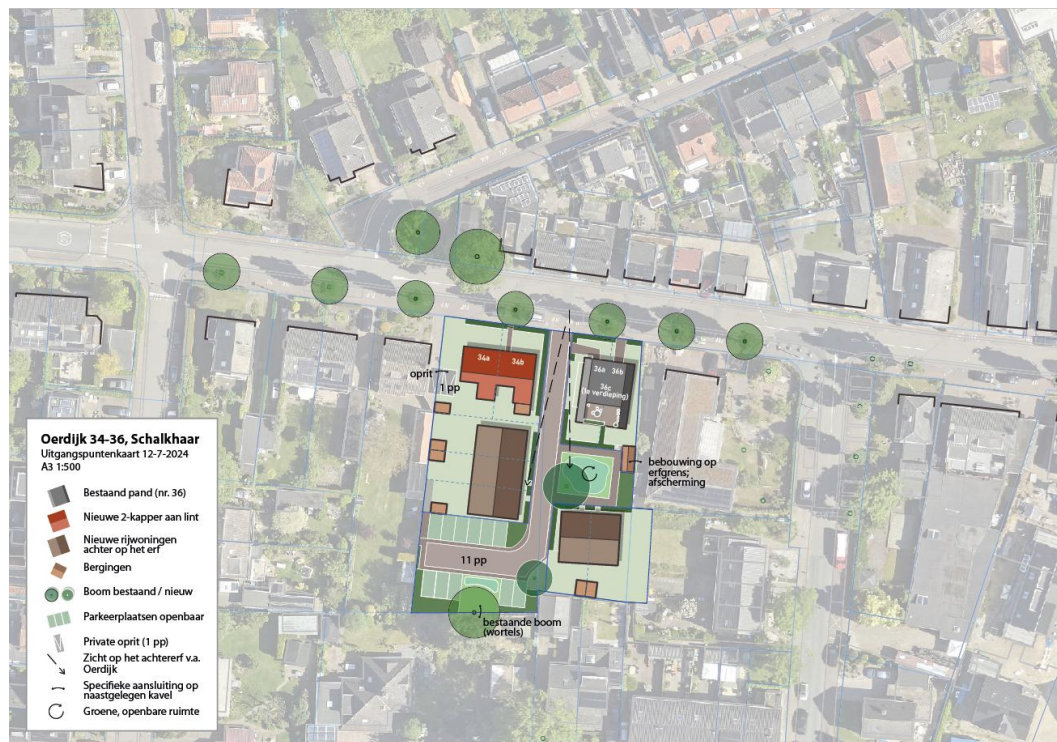 34a 34b
36a 36b
36c
(1e verdieping)
oprit
1 pp
bebouwing op
erfgrens;
afscherming
11 pp
bestaande boom
(wortels)
Oerdijk 34-36, Schalkhaar
Uitgangspuntenkaart 12-7-2024
A3 1:500
Bestaand pand (nr. 36)
Nieuwe 2-kapper aan lint
Nieuwe rijwoningen
achter op het erf
Bergingen
Boom bestaand / nieuw
Parkeerplaatsen openbaar
Private oprit (1 pp)
Zicht op het achtererf v.a.
Oerdijk
Specifieke aansluiting op
naastgelegen kavel
Groene, openbare ruimte